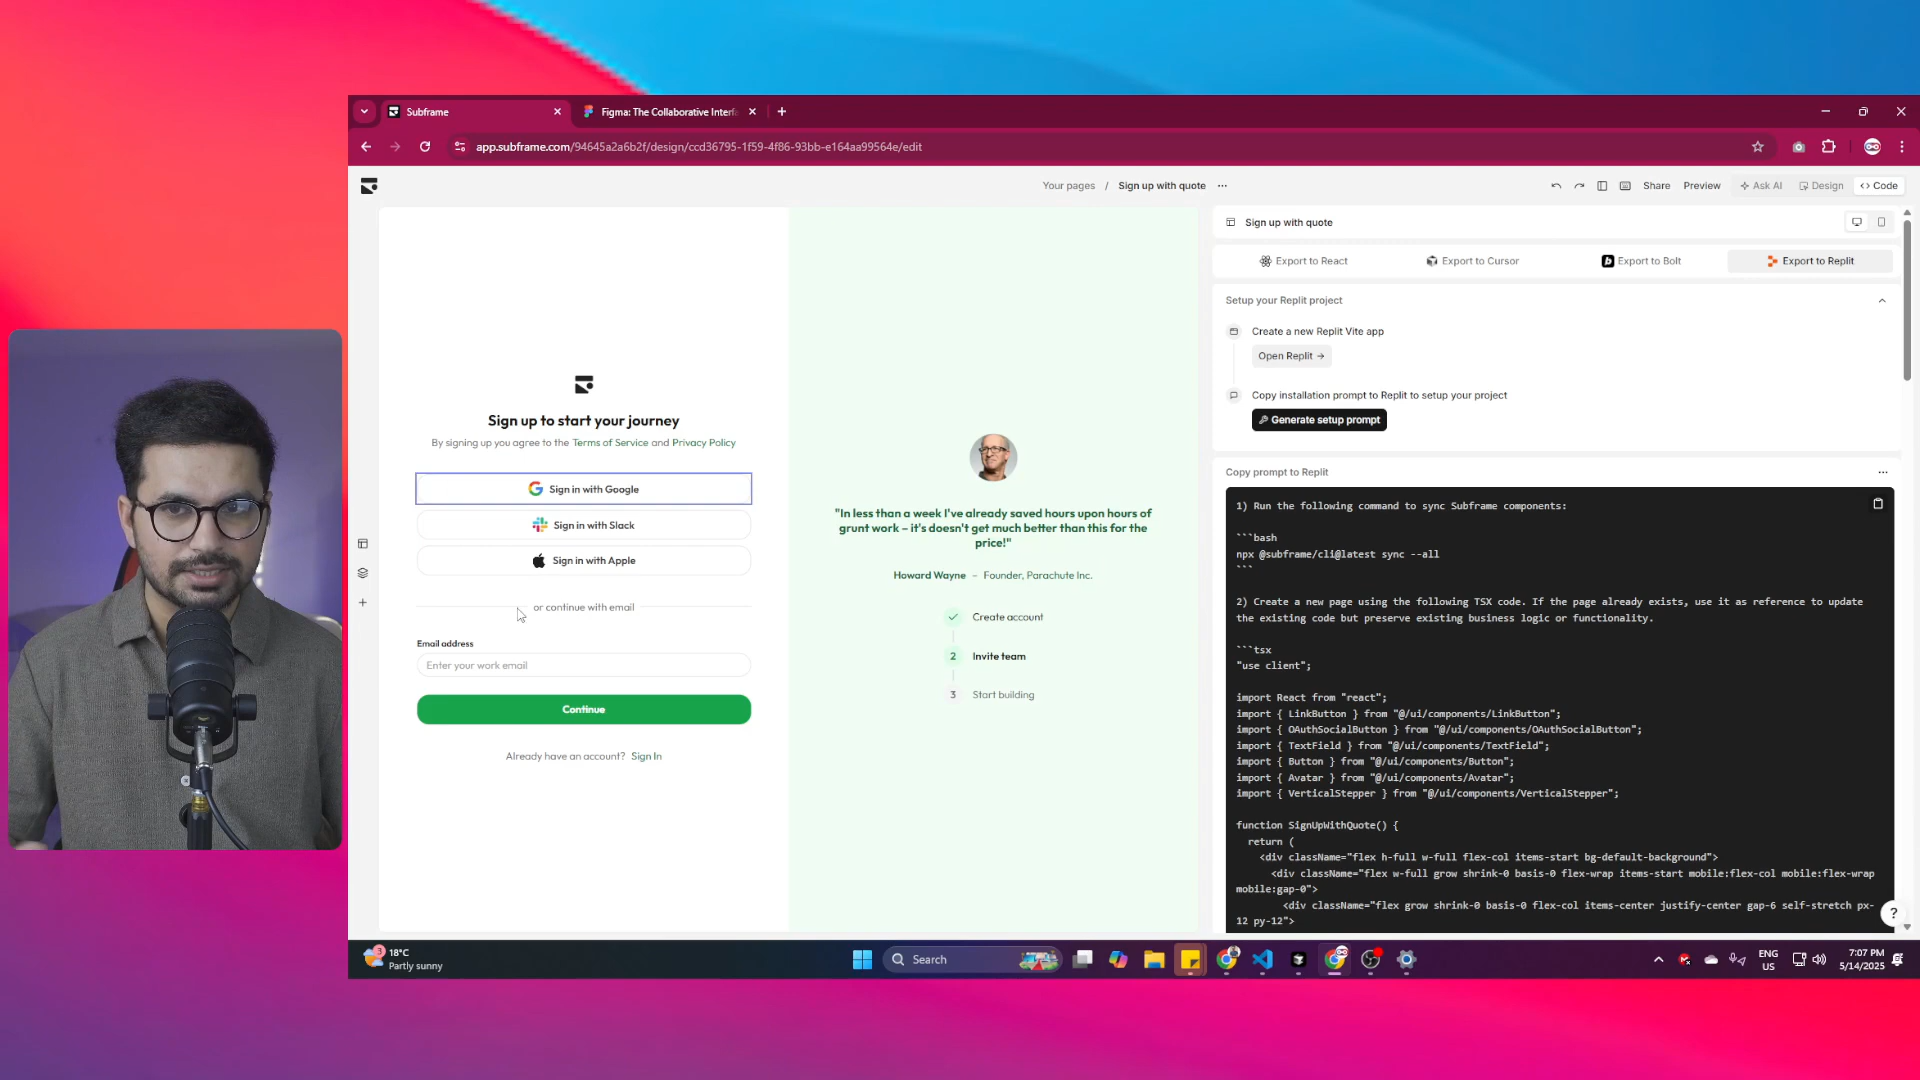 Subframe
Figma: The Collaborative Interf
app.subframe.com/94645a2a6b2f/design/ccd36795-1f59-4f86-93bb-e164aa99564e/edit
Your pages / Sign up with quote ...
Share Preview Ask AI Design <> Code
Sign up to start your journey
By signing up you agree to the Terms of Service and Privacy Policy
Sign in with Google
Sign in with Slack
Sign in with Apple
or continue with email
Email address
Enter your work email
Continue
Already have an account? Sign In
"In less than a week I've already saved hours upon hours of
grunt work – it's doesn't get much better than this for the
price!"
Howard Wayne – Founder, Parachute Inc.
Create account
2 Invite team
3 Start building
Sign up with quote
Export to React Export to Cursor Export to Bolt Export to Replit
Setup your Replit project
Create a new Replit Vite app
Open Replit →
Copy installation prompt to Replit to setup your project
Generate setup prompt
Copy prompt to Replit ...
1) Run the following command to sync Subframe components:
```bash
npx @subframe/cli@latest sync --all
```
2) Create a new page using the following TSX code. If the page already exists, use it as reference to update
the existing code but preserve existing business logic or functionality.
```tsx
"use client";
import React from "react";
import { LinkButton } from "@/ui/components/LinkButton";
import { OAuthSocialButton } from "@/ui/components/OAuthSocialButton";
import { TextField } from "@/ui/components/TextField";
import { Button } from "@/ui/components/Button";
import { Avatar } from "@/ui/components/Avatar";
import { VerticalStepper } from "@/ui/components/VerticalStepper";
function SignUpWithQuote() {
return (
<div className="flex h-full w-full flex-col items-start bg-default-background">
<div className="flex w-full grow shrink-0 basis-0 flex-wrap items-start mobile:flex-col mobile:flex-wrap
mobile:gap-0">
<div className="flex grow shrink-0 basis-0 flex-col items-center justify-center gap-6 self-stretch px-
12 py-12">
?
3
18°C
Partly sunny
Search
ENG
US
7:07 PM
5/14/2025